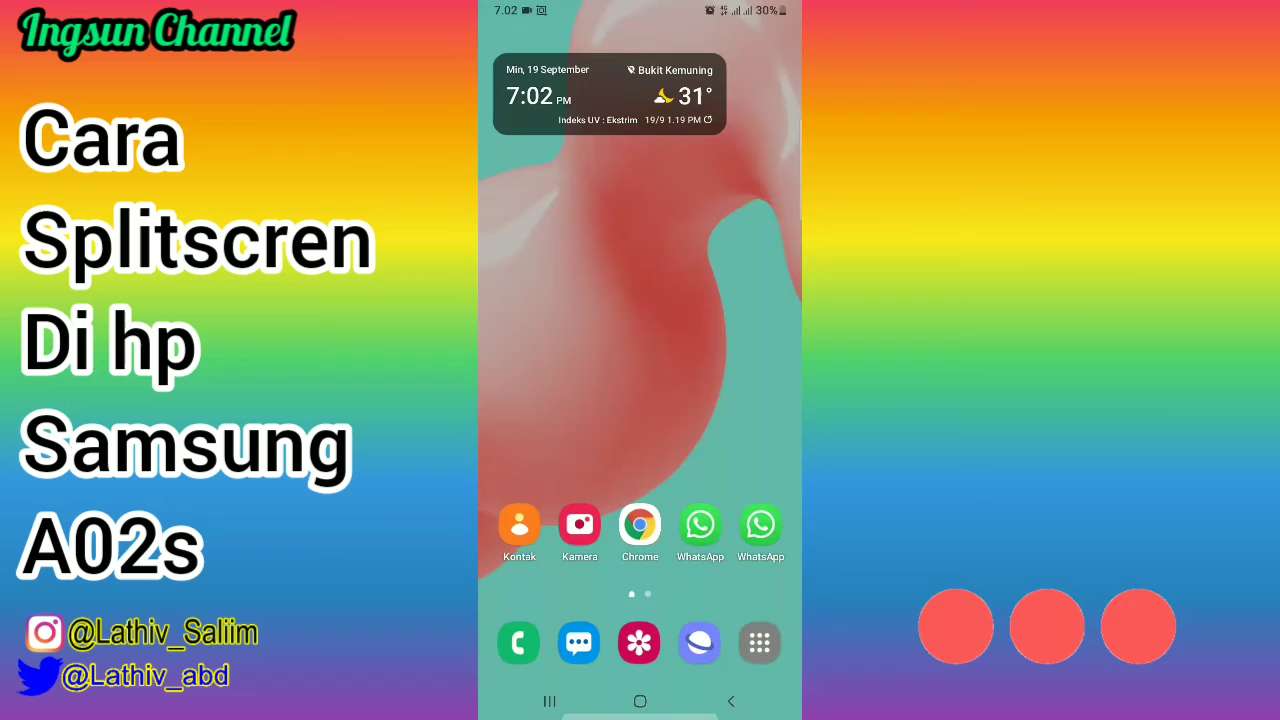 Ingsun Channel
Cara
Splitscren
Di hp
Samsung
A02s
@Lathiv_Saliim
@Lathiv_abd
7.02
4G
30%
Min, 19 September
Bukit Kemuning
7:02 PM
31°
Indeks UV : Ekstrim
19/9 1.19 PM
Kontak
Kamera
Chrome
WhatsApp
WhatsApp